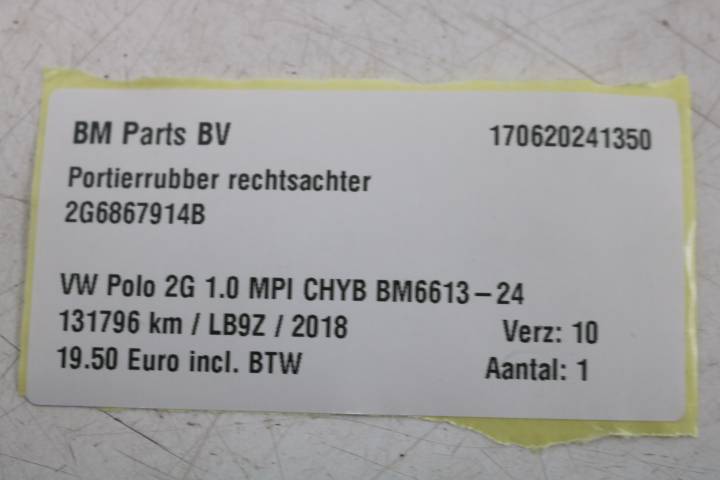 BM Parts BV 170620241350
Portierrubber rechtsachter
2G6867914B
VW Polo 2G 1.0 MPI CHYB BM6613-24
131796 km / LB9Z / 2018 Verz: 10
19.50 Euro incl. BTW Aantal: 1